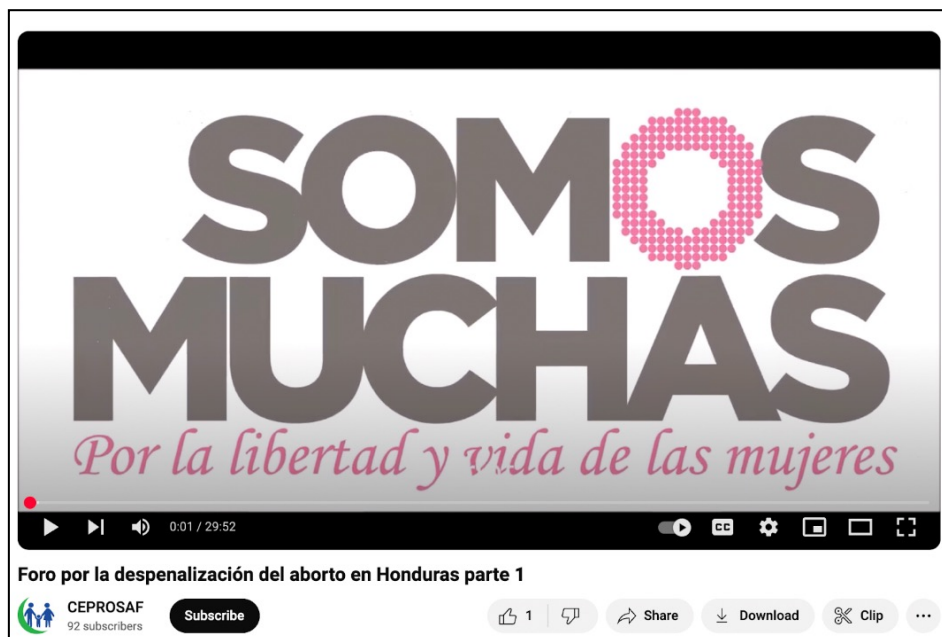 SOMOS
MUCHAS
Por la libertad y vida de las mujeres
0:01 / 29:52
CC
Foro por la despenalización del aborto en Honduras parte 1
CEPROSAF
92 subscribers
Subscribe
1
Share
Download
Clip